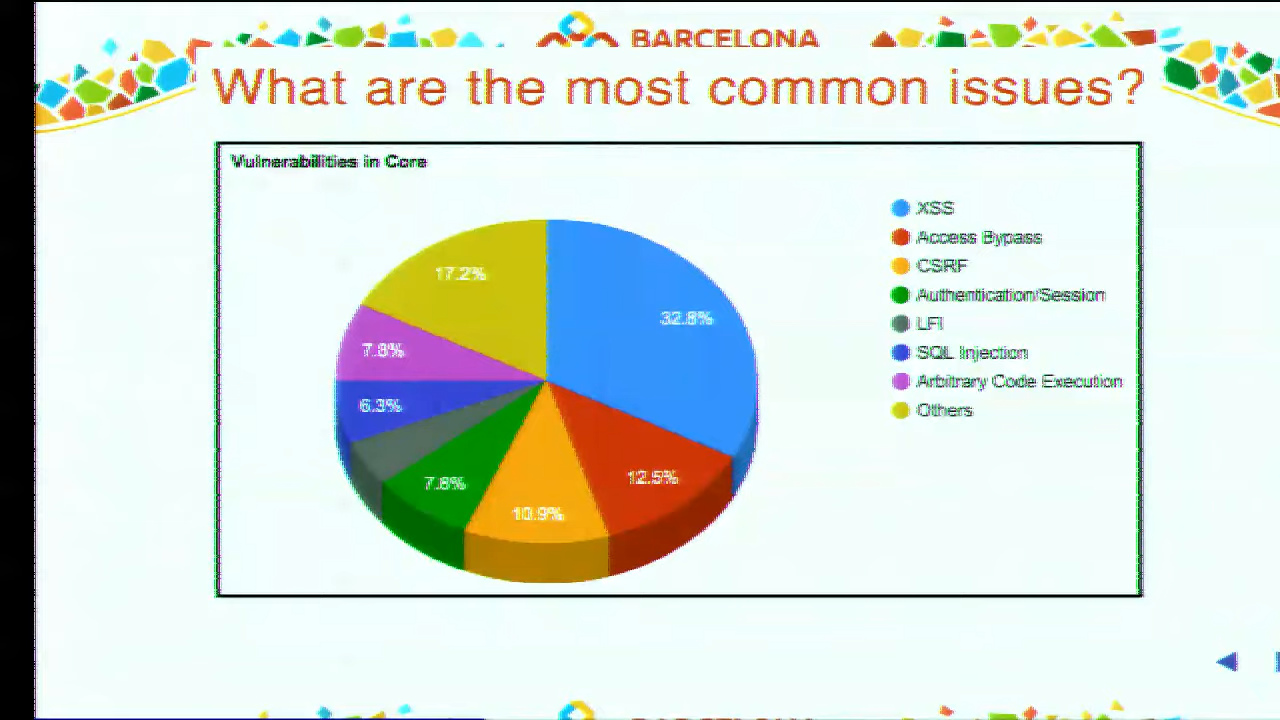 BARCELONA
What are the most common issues?
Vulnerabilities in Core
XSS
Access Bypass
CSRF
Authentication/Session
LFI
SQL Injection
Arbitrary Code Execution
Others
17.2%
32.8%
7.8%
6.3%
7.8%
12.5%
10.9%
BARCELONA